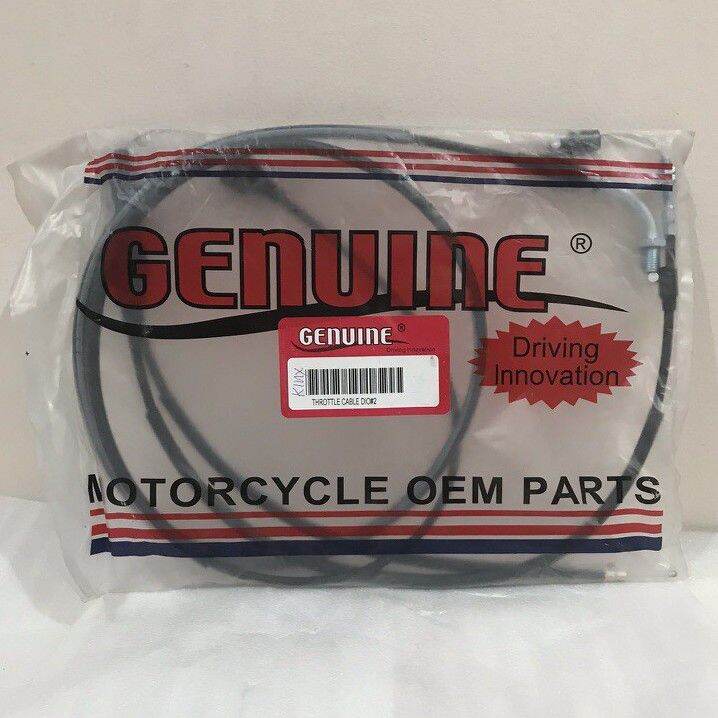 GENUINE ®
GENUINE ®
Driving Innovation
THROTTLE CABLE DIO#2
Driving
Innovation
MOTORCYCLE OEM PARTS